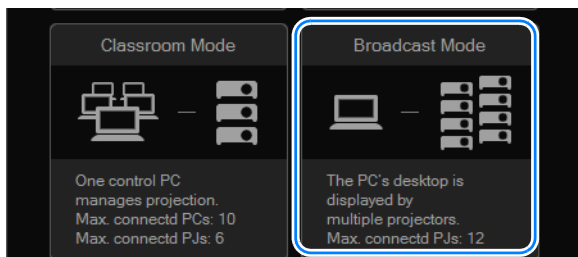 Classroom Mode
One control PC
manages projection.
Max. connectd PCs: 10
Max. connectd PJs: 6
Broadcast Mode
The PC's desktop is
displayed by
multiple projectors.
Max. connectd PJs: 12